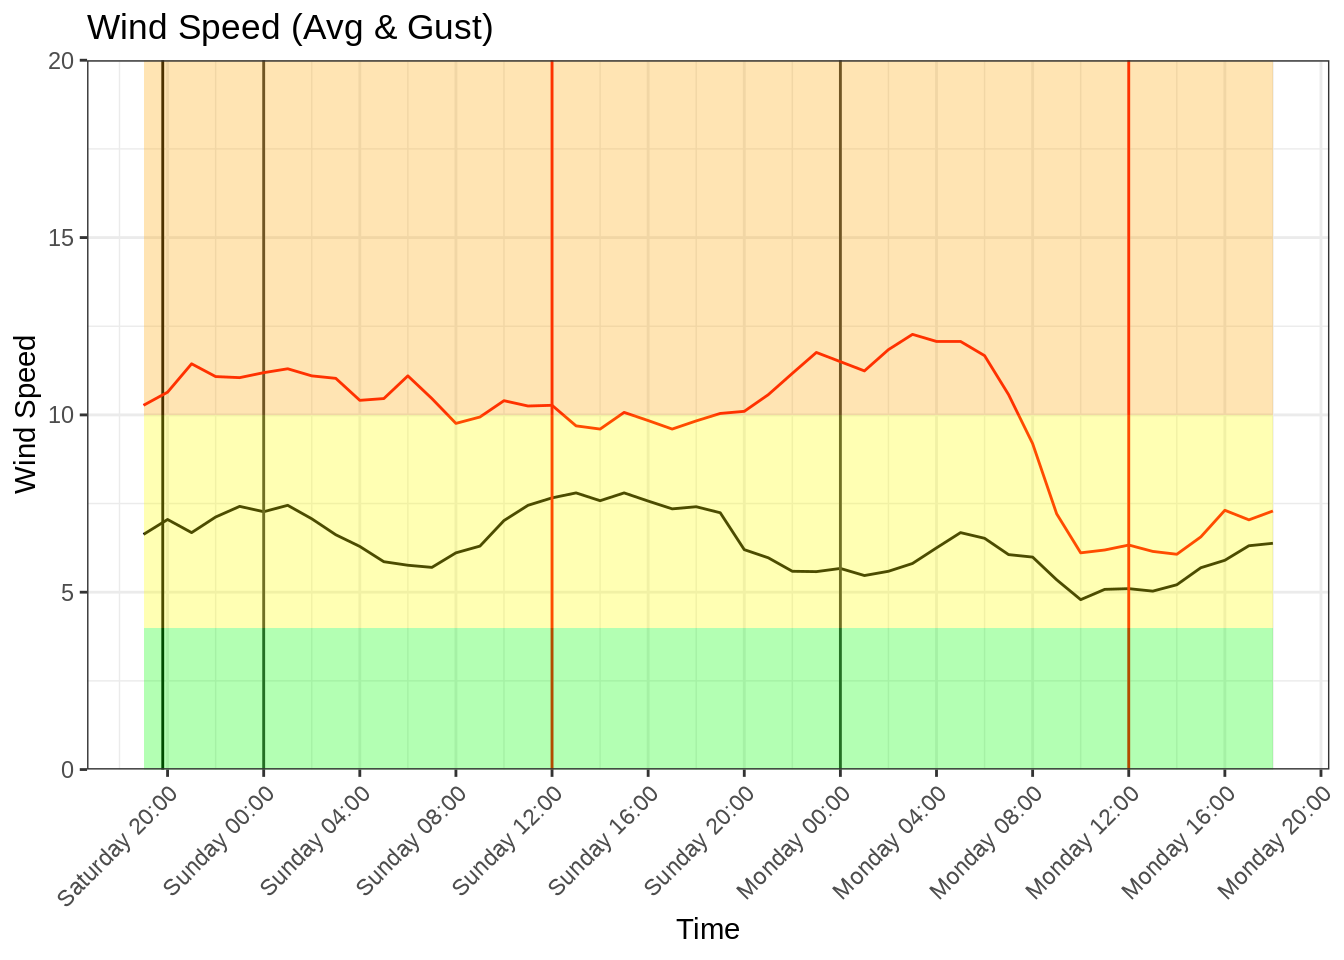 Wind Speed (Avg & Gust)
Wind Speed
20
15
10
5
0
Saturday 20:00
Sunday 00:00
Sunday 04:00
Sunday 08:00
Sunday 12:00
Sunday 16:00
Sunday 20:00
Monday 00:00
Monday 04:00
Monday 08:00
Monday 12:00
Monday 16:00
Monday 20:00
Time